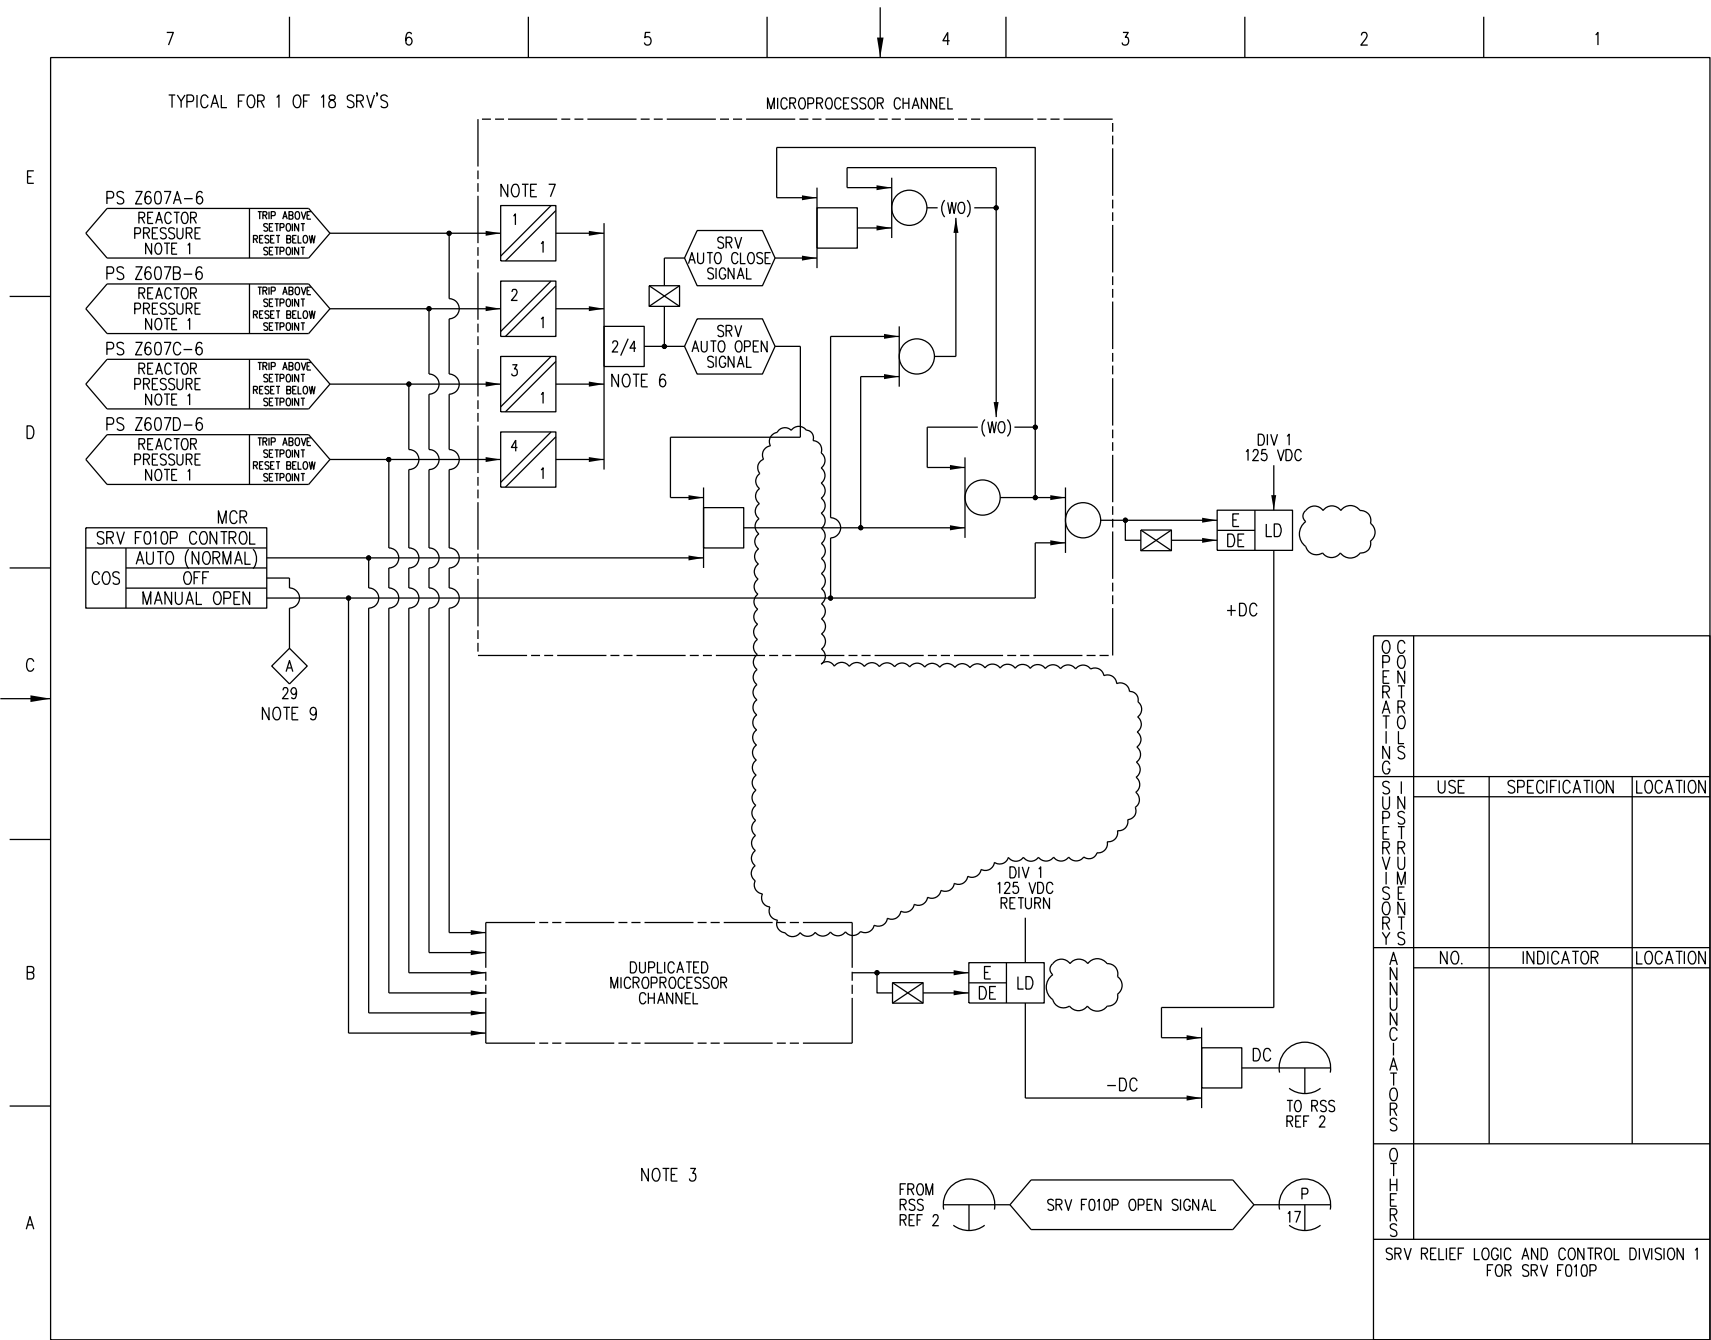 7 6 5 4 3 2 1
TYPICAL FOR 1 OF 18 SRV'S
MICROPROCESSOR CHANNEL
E
D
C
B
A
PS Z607A-6
REACTOR
PRESSURE
NOTE 1
TRIP ABOVE
SETPOINT
RESET BELOW
SETPOINT
PS Z607B-6
REACTOR
PRESSURE
NOTE 1
TRIP ABOVE
SETPOINT
RESET BELOW
SETPOINT
PS Z607C-6
REACTOR
PRESSURE
NOTE 1
TRIP ABOVE
SETPOINT
RESET BELOW
SETPOINT
PS Z607D-6
REACTOR
PRESSURE
NOTE 1
TRIP ABOVE
SETPOINT
RESET BELOW
SETPOINT
MCR
SRV F010P CONTROL
COS
AUTO (NORMAL)
OFF
MANUAL OPEN
A
29
NOTE 9
NOTE 7
1
1
2
1
3
1
4
1
2/4
NOTE 6
SRV
AUTO CLOSE
SIGNAL
SRV
AUTO OPEN
SIGNAL
(WO)
(WO)
DIV 1
125 VDC
E
DE
LD
+DC
DUPLICATED
MICROPROCESSOR
CHANNEL
DIV 1
125 VDC
RETURN
E
DE
LD
-DC
DC
TO RSS
REF 2
NOTE 3
FROM
RSS
REF 2
SRV F010P OPEN SIGNAL
P
17
OPERATING
CONTROLS
SUPERVISORY
INSTRUMENTS
USE SPECIFICATION LOCATION
ANNUNCIATORS
NO. INDICATOR LOCATION
OTHERS
SRV RELIEF LOGIC AND CONTROL DIVISION 1
FOR SRV F010P